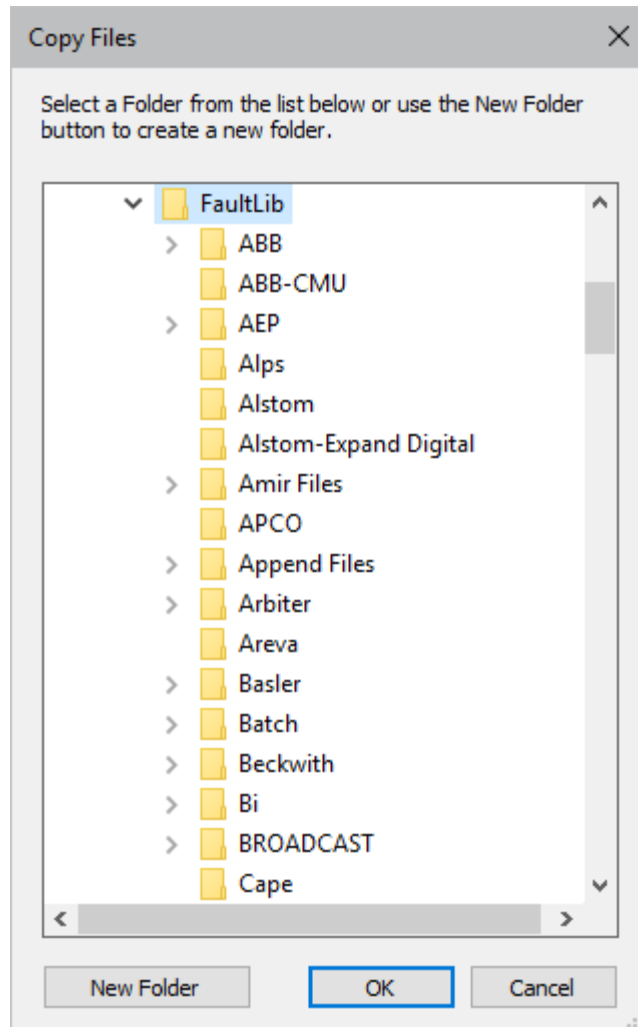 Copy Files
Select a Folder from the list below or use the New Folder
button to create a new folder.
FaultLib
ABB
ABB-CMU
AEP
Alps
Alstom
Alstom-Expand Digital
Amir Files
APCO
Append Files
Arbiter
Areva
Basler
Batch
Beckwith
Bi
BROADCAST
Cape
New Folder OK Cancel